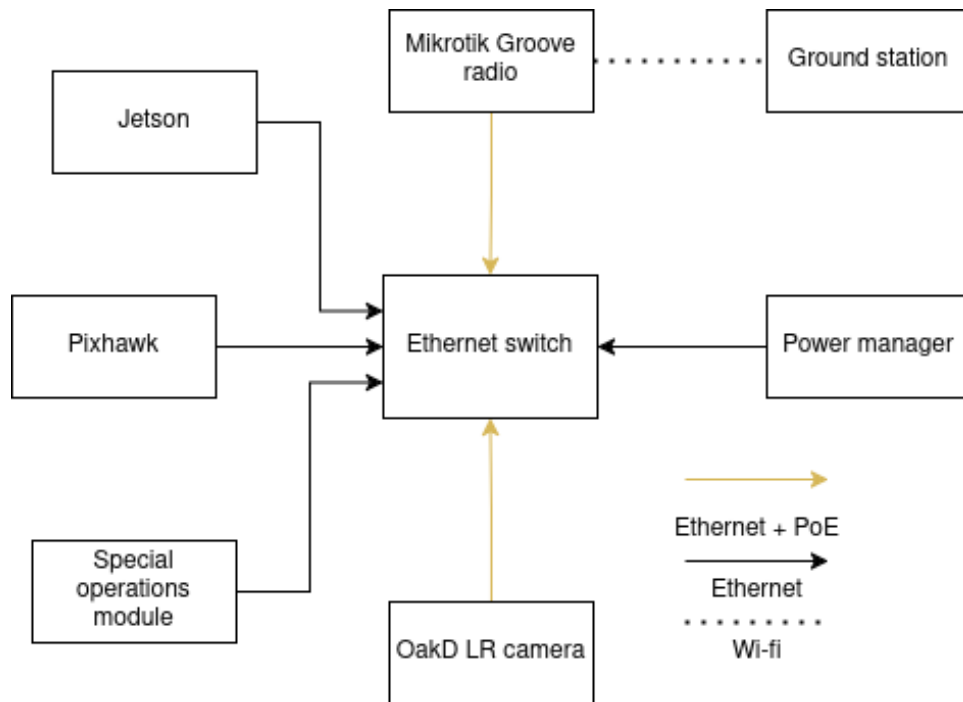 Mikrotik Groove
radio
Ground station
Jetson
Pixhawk
Ethernet switch
Power manager
Ethernet + PoE
Special
operations
module
Ethernet
OakD LR camera
Wi-fi